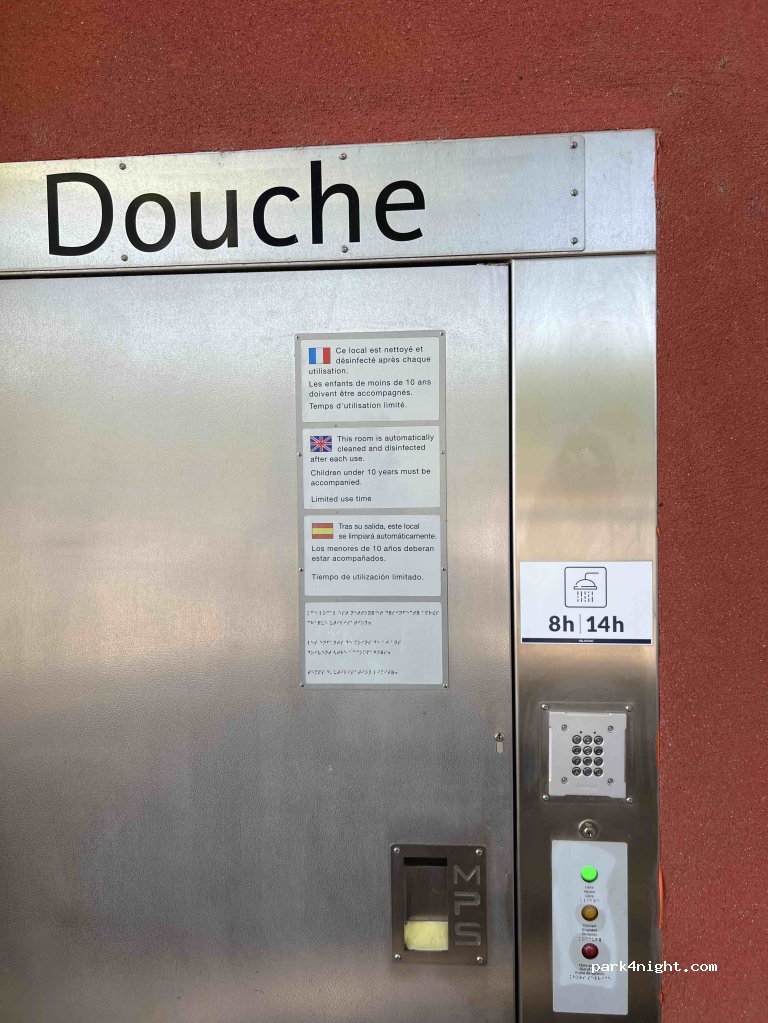 Douche
Ce local est nettoyé et
désinfecté après chaque
utilisation.
Les enfants de moins de 10 ans
doivent être accompagnés.
Temps d'utilisation limité.
This room is automatically
cleaned and disinfected
after each use.
Children under 10 years must be
accompanied.
Limited use time
Tras su salida, este local
se limpiará automáticamente.
Los menores de 10 años deberan
estar acompañados.
Tiempo de utilización limitado.
8h 14h
MPS
Libre
park4night.com